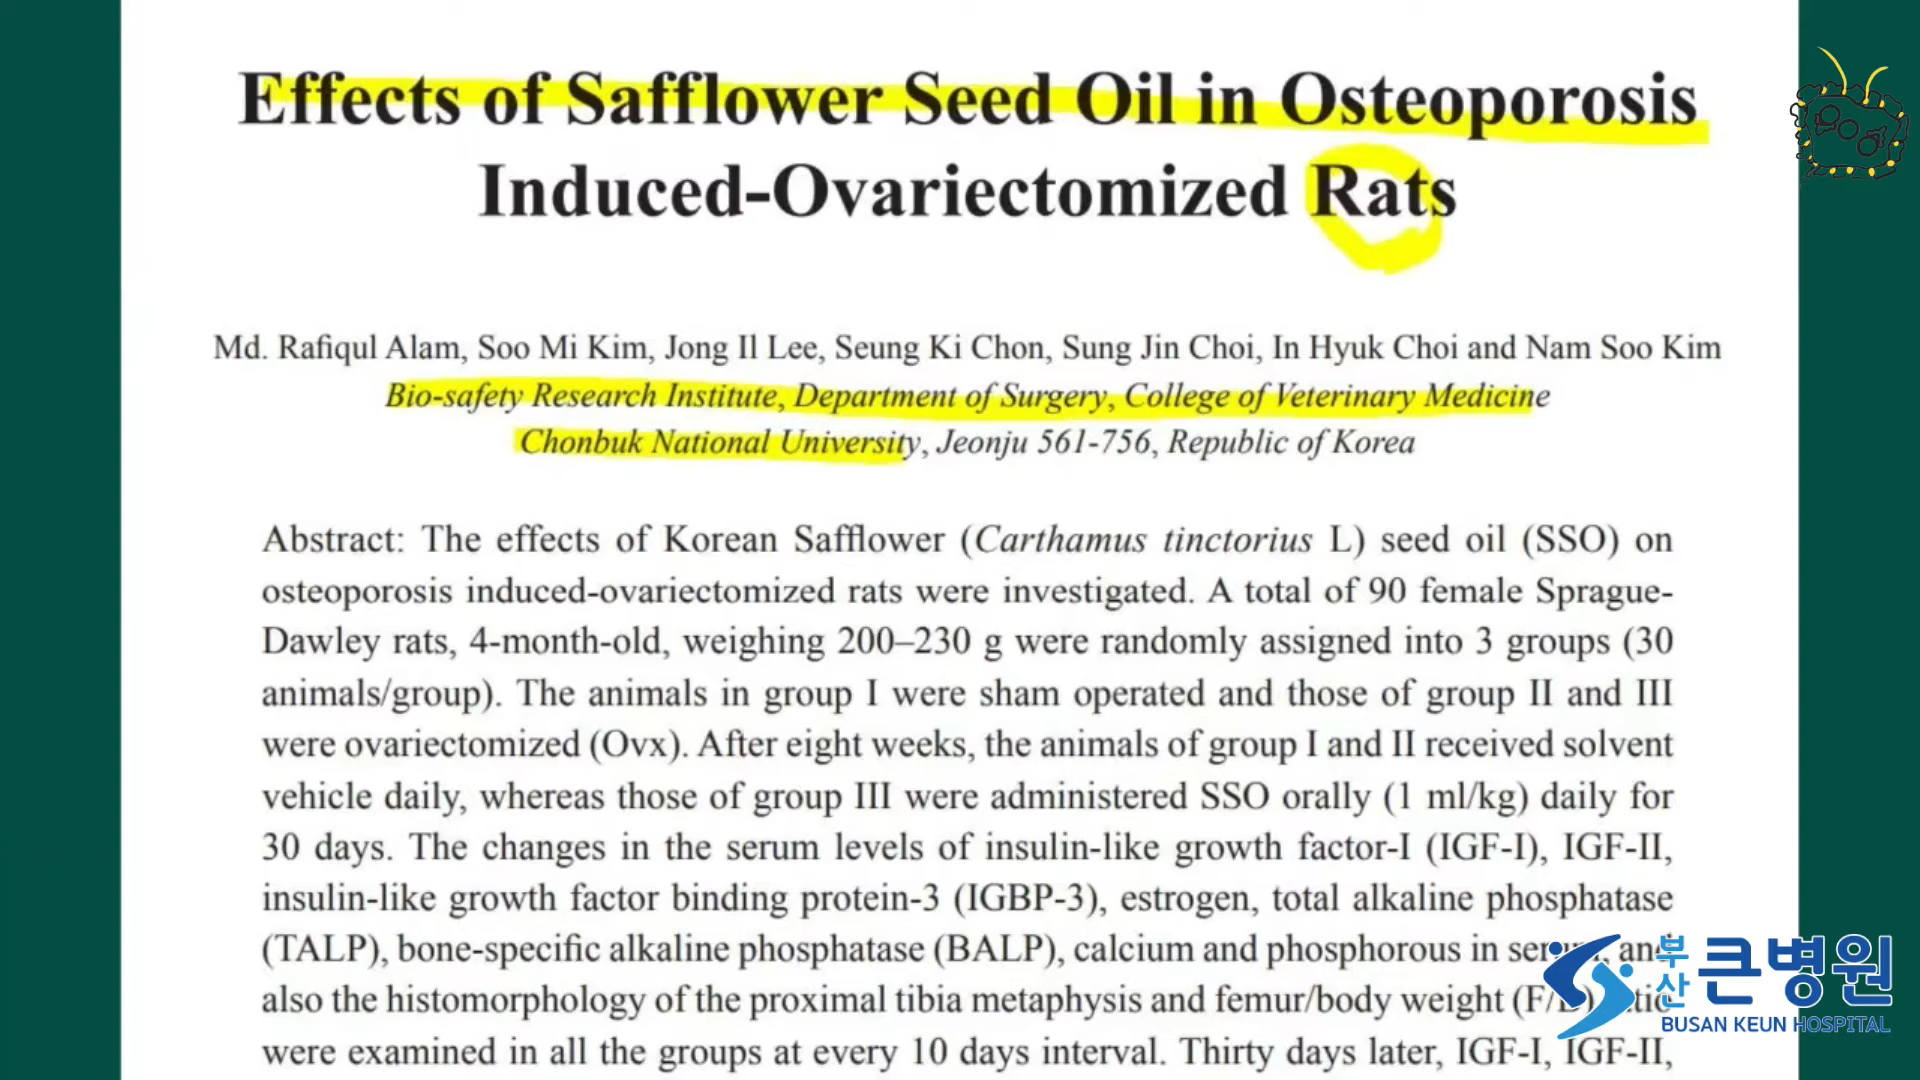 Effects of Safflower Seed Oil in Osteoporosis
Induced-Ovariectomized Rats
Md. Rafiqul Alam, Soo Mi Kim, Jong Il Lee, Seung Ki Chon, Sung Jin Choi, In Hyuk Choi and Nam Soo Kim
Bio-safety Research Institute, Department of Surgery, College of Veterinary Medicine
Chonbuk National University, Jeonju 561-756, Republic of Korea
Abstract: The effects of Korean Safflower (Carthamus tinctorius L) seed oil (SSO) on
osteoporosis induced-ovariectomized rats were investigated. A total of 90 female Sprague-
Dawley rats, 4-month-old, weighing 200–230 g were randomly assigned into 3 groups (30
animals/group). The animals in group I were sham operated and those of group II and III
were ovariectomized (Ovx). After eight weeks, the animals of group I and II received solvent
vehicle daily, whereas those of group III were administered SSO orally (1 ml/kg) daily for
30 days. The changes in the serum levels of insulin-like growth factor-I (IGF-I), IGF-II,
insulin-like growth factor binding protein-3 (IGBP-3), estrogen, total alkaline phosphatase
(TALP), bone-specific alkaline phosphatase (BALP), calcium and phosphorous in serum, and
also the histomorphology of the proximal tibia metaphysis and femur/body weight
were examined in all the groups at every 10 days interval. Thirty days later, IGF-I, IGF-II,
부산 큰병원
BUSAN KEUN HOSPITAL